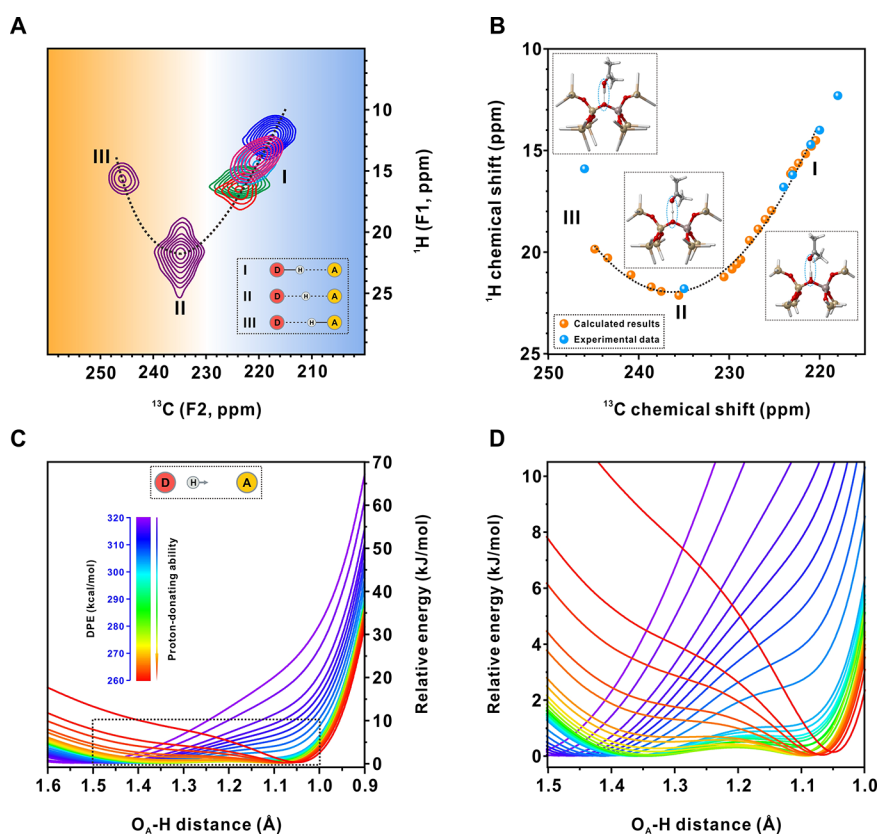 A
III
I
II
I D H A
II D H A
III D H A
10
15
20
25
¹H (F1, ppm)
250 240 230 220 210
¹³C (F2, ppm)
B
10
15
20
25
¹H chemical shift (ppm)
I
III
II
Calculated results
Experimental data
250 240 230 220
¹³C chemical shift (ppm)
C
D H A
320
310
300
290
280
270
260
DPE (kcal/mol)
Proton-donating ability
70
60
50
40
30
20
10
0
Relative energy (kJ/mol)
1.6 1.5 1.4 1.3 1.2 1.1 1.0 0.9
O_A-H distance (Å)
D
10
8
6
4
2
0
Relative energy (kJ/mol)
1.5 1.4 1.3 1.2 1.1 1.0
O_A-H distance (Å)